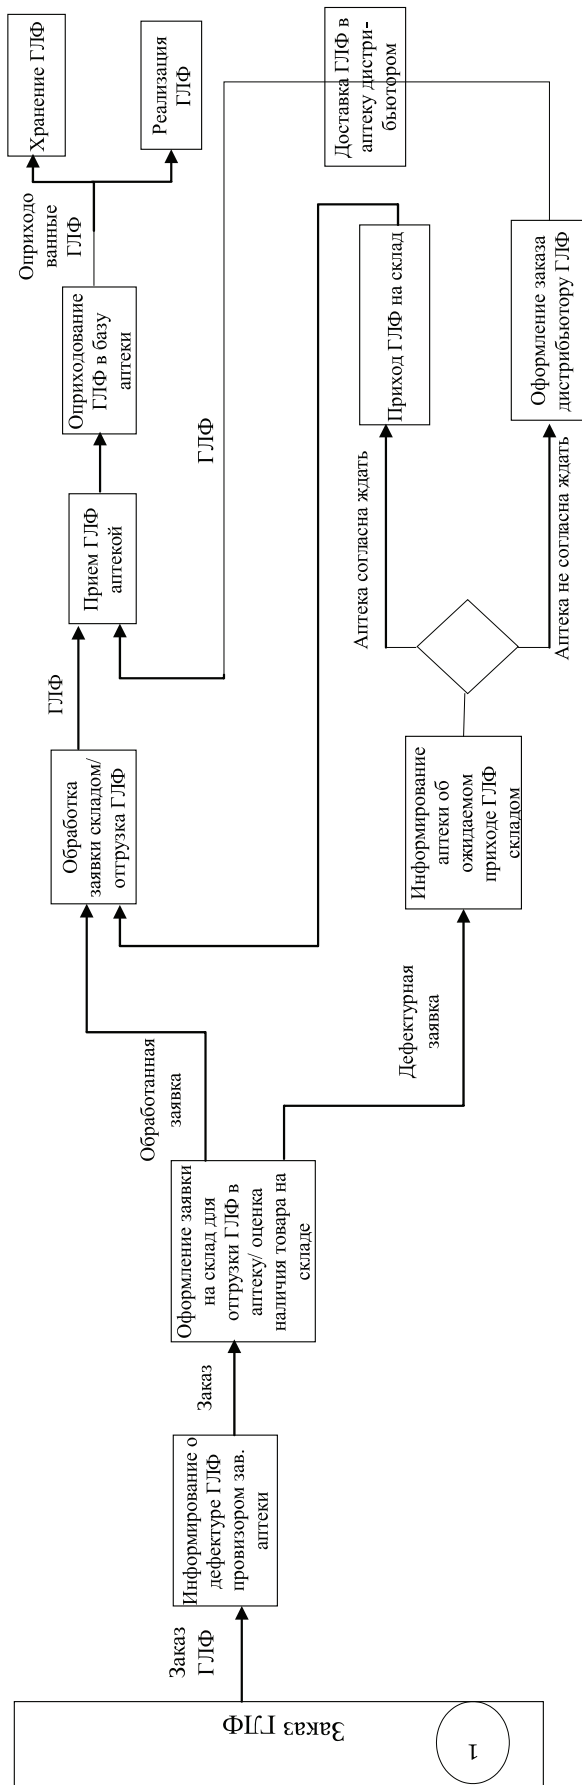 Заказ ГЛФ
1
Заказ
ГЛФ
Информирование о
дефектуре ГЛФ
провизором зав.
аптеки
Заказ
Оформление заявки
на склад для
отгрузки ГЛФ в
аптеку/ оценка
наличия товара на
складе
Обработанная
заявка
Дефектурная
заявка
Обработка
заявки складом/
отгрузка ГЛФ
Информирование
аптеки об
ожидаемом
приходе ГЛФ
складом
ГЛФ
Аптека согласна ждать
Аптека не согласна ждать
Прием ГЛФ
аптекой
ГЛФ
Приход ГЛФ на склад
Оформление заказа
дистрибьютору ГЛФ
Оприходование
ГЛФ в базу
аптеки
Оприходо
ванные
ГЛФ
Доставка ГЛФ в
аптеку дистри-
бьютором
Хранение ГЛФ
Реализация
ГЛФ